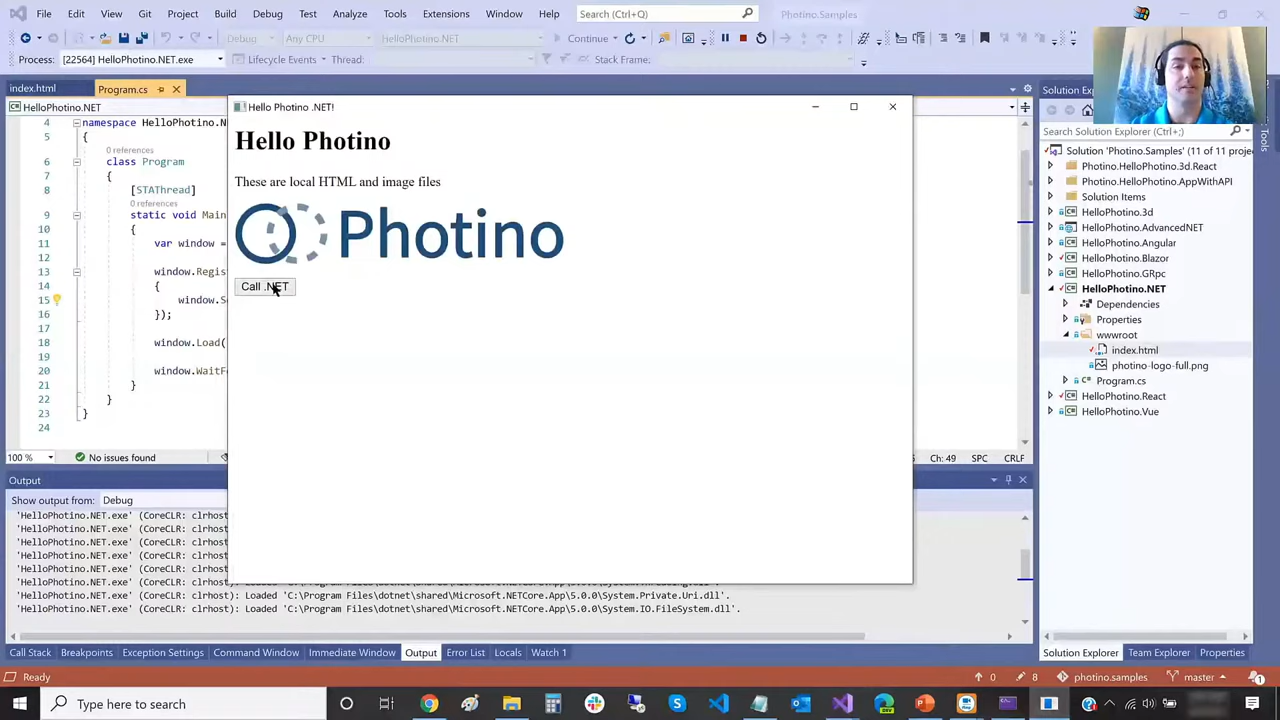 File Edit View Git Project Build Debug Test Analyze Tools Extensions Window Help Search (Ctrl+Q) Photino.Samples
Debug Any CPU HelloPhotino.NET Continue
Process: [22564] HelloPhotino.NET.exe Lifecycle Events Thread: Stack Frame:
index.html Program.cs
HelloPhotino.NET
4 namespace HelloPhotino.N
5 {
0 references
6 class Program
7 {
8 [STAThread]
0 references
9 static void Main
10 {
11 var window =
12
13 window.Regis
14 {
15 window.Se
16 });
17
18 window.Load(
19
20 window.WaitFo
21 }
22 }
23 }
24
100 % No issues found Ch: 49 SPC CRLF
Hello Photino .NET!
Hello Photino
These are local HTML and image files
Photino
Call .NET
Solution Explo
Search Solution Explorer (Ctrl+;)
Solution 'Photino.Samples' (11 of 11 proje
Photino.HelloPhotino.3d.React
Photino.HelloPhotino.AppWithAPI
Solution Items
HelloPhotino.3d
HelloPhotino.AdvancedNET
HelloPhotino.Angular
HelloPhotino.Blazor
HelloPhotino.GRpc
HelloPhotino.NET
Dependencies
Properties
wwwroot
index.html
photino-logo-full.png
Program.cs
HelloPhotino.React
HelloPhotino.Vue
Tools
Output
Show output from: Debug
'HelloPhotino.NET.exe' (CoreCLR: clrhost
'HelloPhotino.NET.exe' (CoreCLR: clrhost
'HelloPhotino.NET.exe' (CoreCLR: clrhost
'HelloPhotino.NET.exe' (CoreCLR: clrhost
'HelloPhotino.NET.exe' (CoreCLR: clrhost
'HelloPhotino.NET.exe' (CoreCLR: clrhost
'HelloPhotino.NET.exe' (CoreCLR: clrhost): Loaded 'C:\Program Files\dotnet\shared\Microsoft.NETCore.App\5.0.0\System.Private.Uri.dll'.
'HelloPhotino.NET.exe' (CoreCLR: clrhost): Loaded 'C:\Program Files\dotnet\shared\Microsoft.NETCore.App\5.0.0\System.IO.FileSystem.dll'.
Call Stack Breakpoints Exception Settings Command Window Immediate Window Output Error List Locals Watch 1 Solution Explorer Team Explorer Properties
Ready 0 8 photino.samples master 1
Type here to search